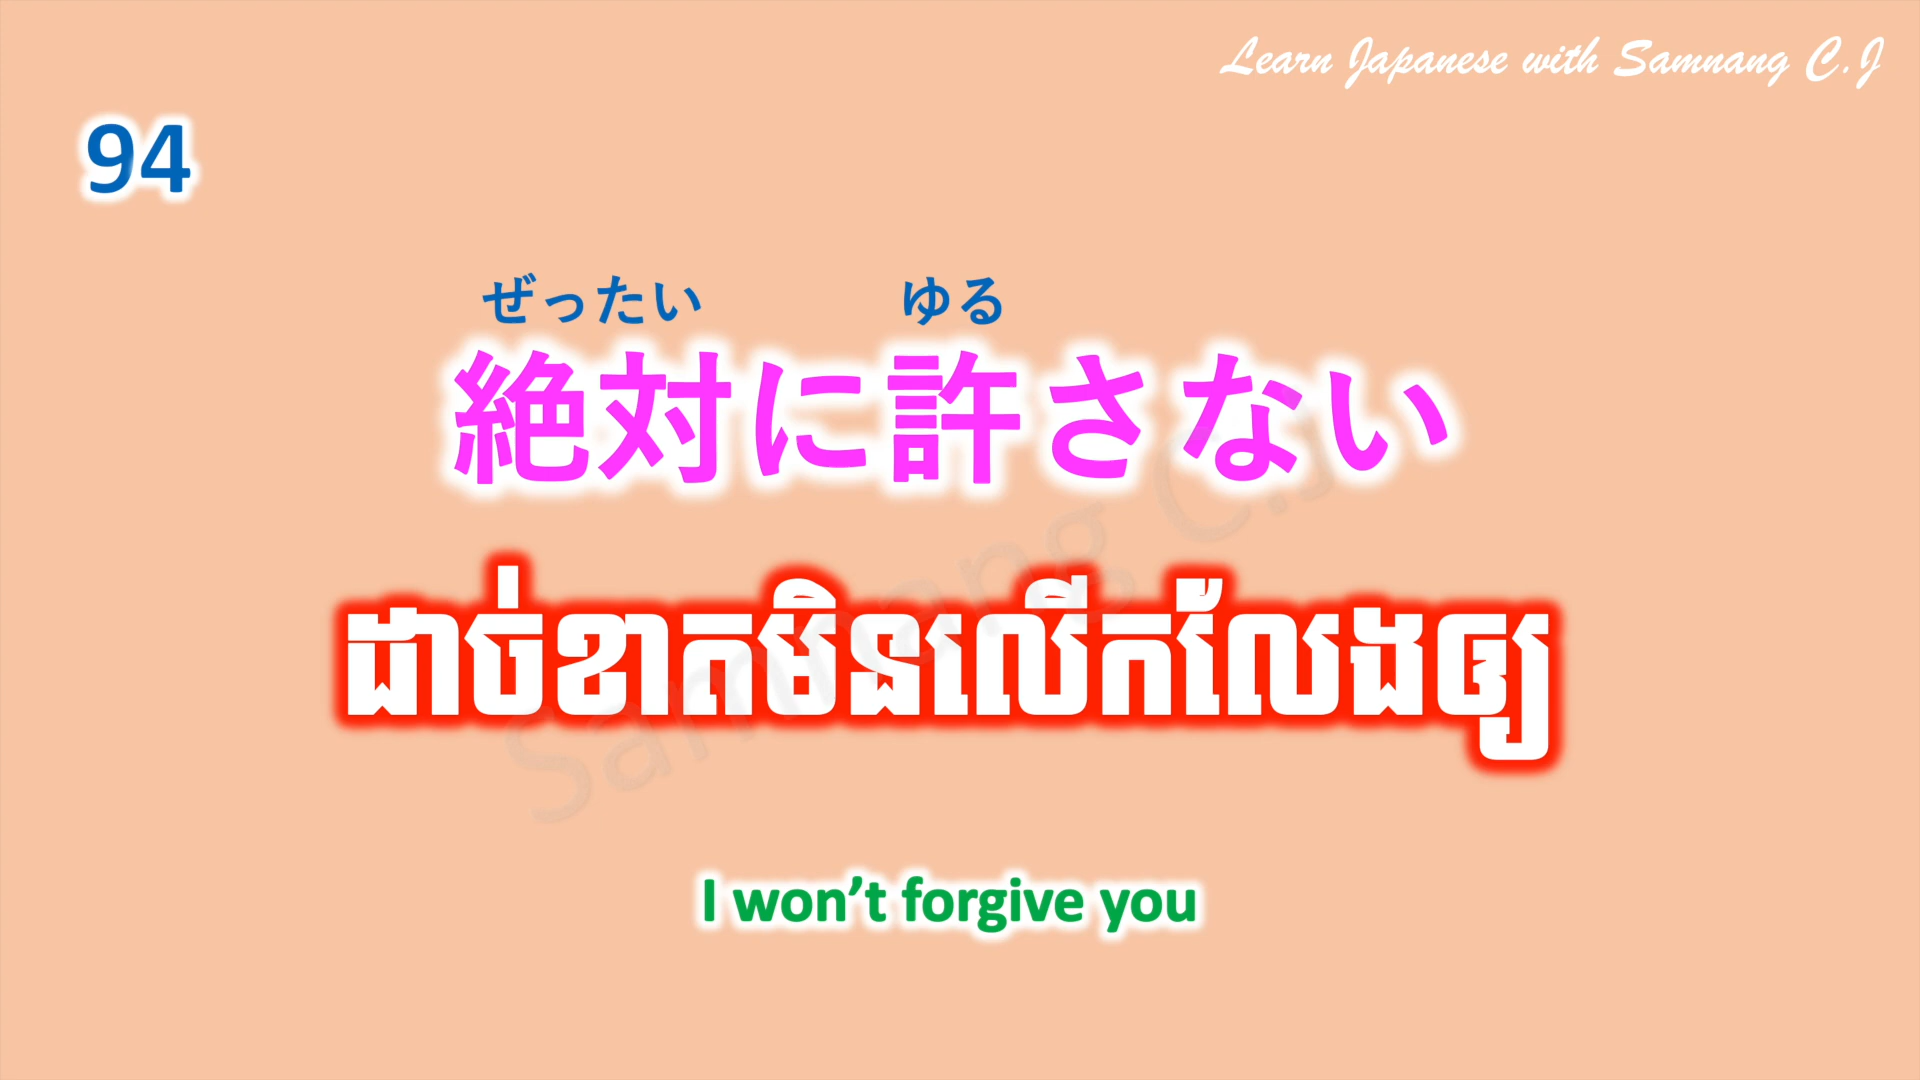 Learn Japanese with Samnang C.J
94
ぜったい ゆる
絶対に許さない
ដាច់ខាតមិនលើកលែងឲ្យ
I won’t forgive you
Samnang C.J